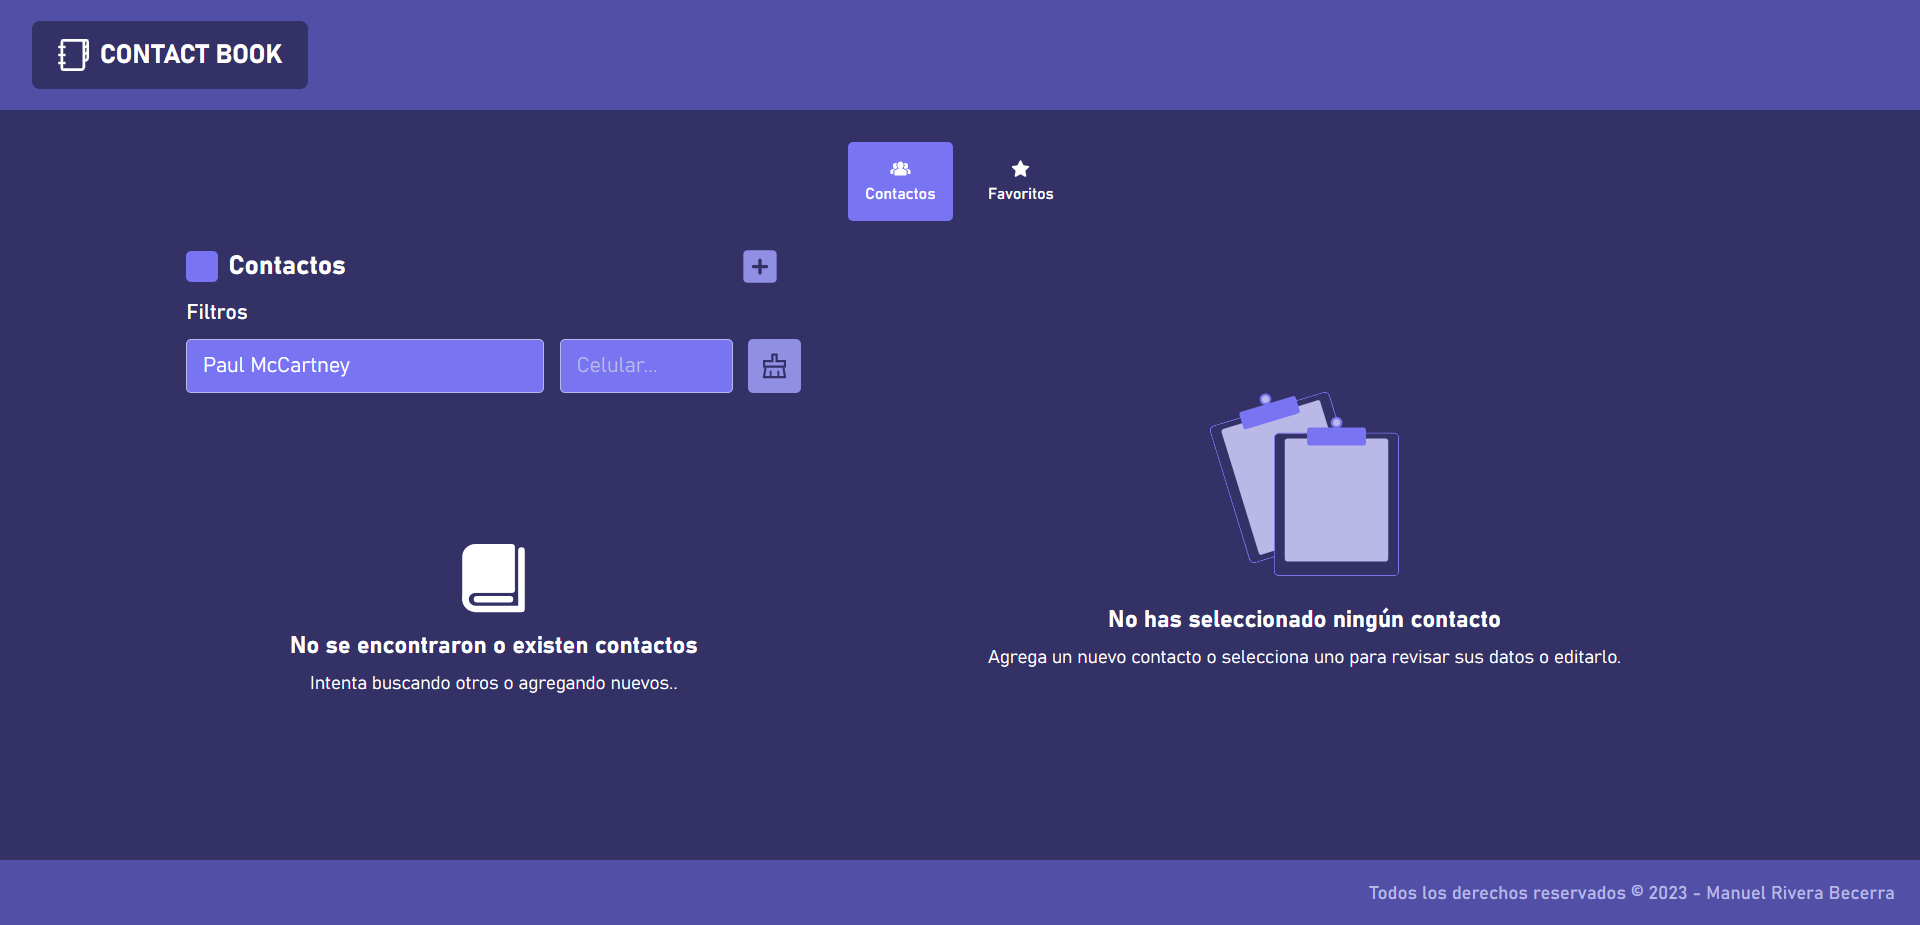 CONTACT BOOK
Contactos
Favoritos
Contactos
Filtros
Paul McCartney
Celular...
No se encontraron o existen contactos
Intenta buscando otros o agregando nuevos..
No has seleccionado ningún contacto
Agrega un nuevo contacto o selecciona uno para revisar sus datos o editarlo.
Todos los derechos reservados © 2023 - Manuel Rivera Becerra